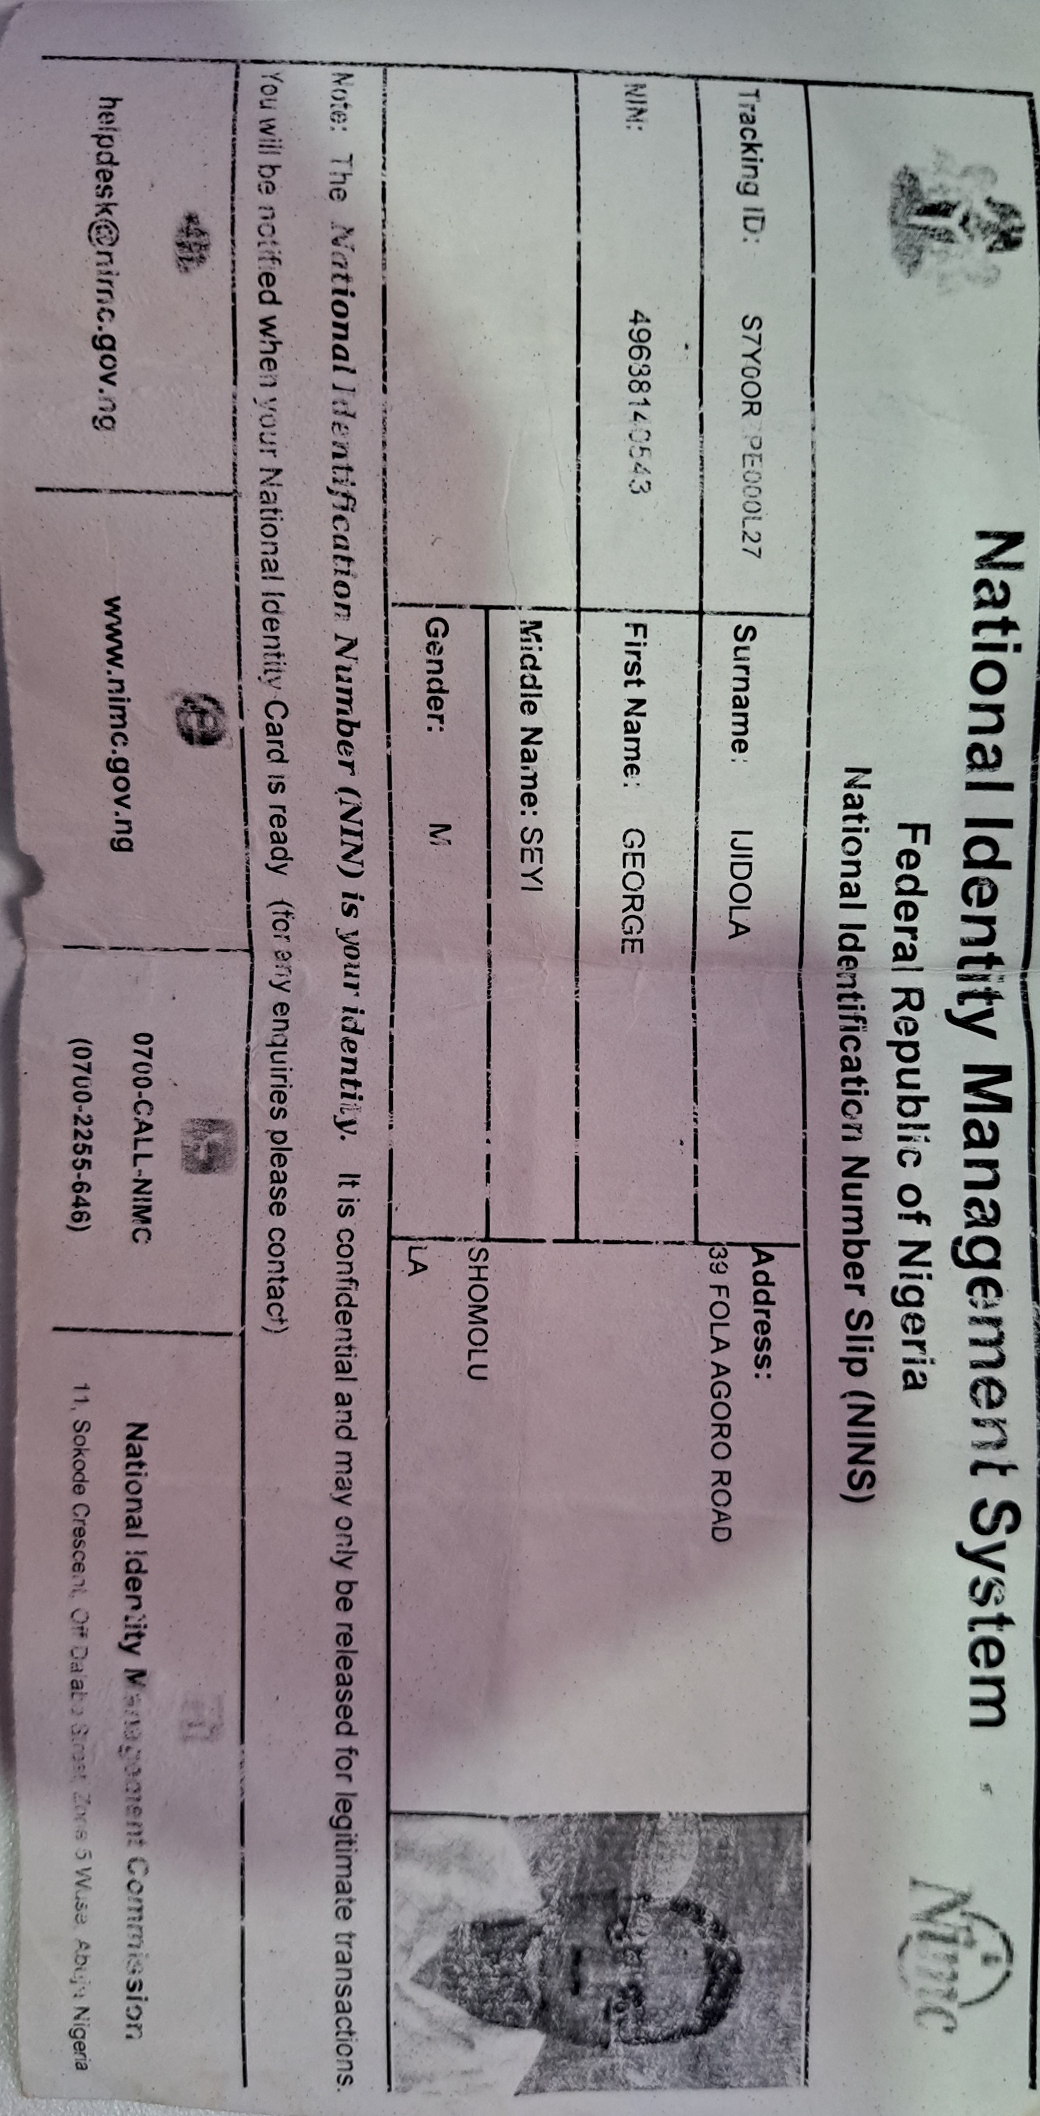 National Identity Management System
Federal Republic of Nigeria
National Identification Number Slip (NINS)
nimc
Tracking ID: S7Y0OR PE000L27
Surname: IJIDOLA
Address:
39 FOLA AGORO ROAD
NIN: 49638140543
First Name: GEORGE
Middle Name: SEYI
SHOMOLU
Gender: M
LA
Note: The National Identification Number (NIN) is your identity. It is confidential and may only be released for legitimate transactions.
You will be notified when your National Identity Card is ready (for any enquiries please contact)
helpdesk@nimc.gov.ng
www.nimc.gov.ng
0700-CALL-NIMC
(0700-2255-646)
National Identity Management Commission
11, Sokode Crescent, Off Street, Zone 5 Wuse, Abuja Nigeria